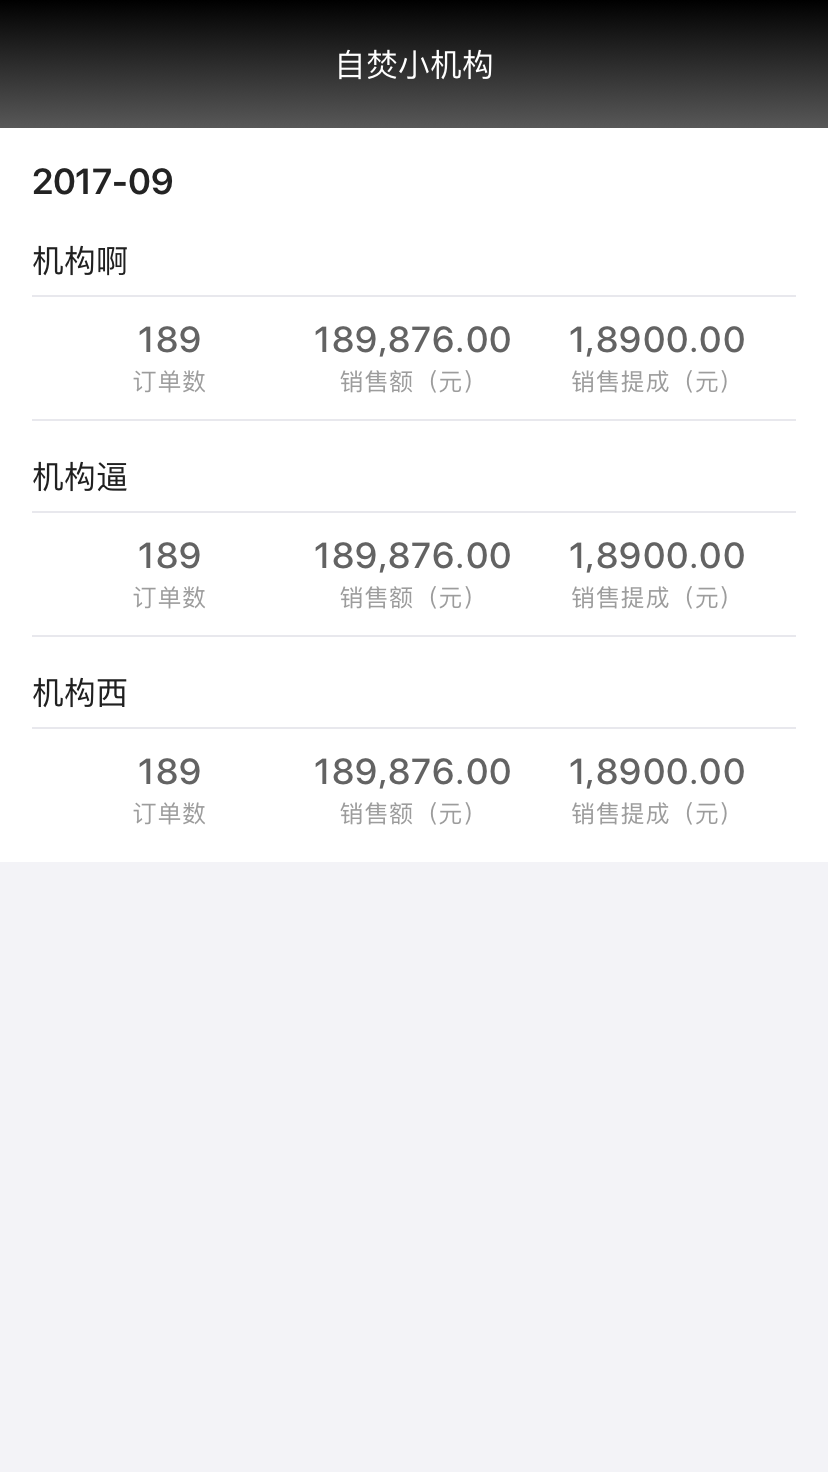 自焚小机构
2017-09
机构啊
189 189,876.00 1,8900.00
订单数 销售额（元） 销售提成（元）
机构逼
189 189,876.00 1,8900.00
订单数 销售额（元） 销售提成（元）
机构西
189 189,876.00 1,8900.00
订单数 销售额（元） 销售提成（元）